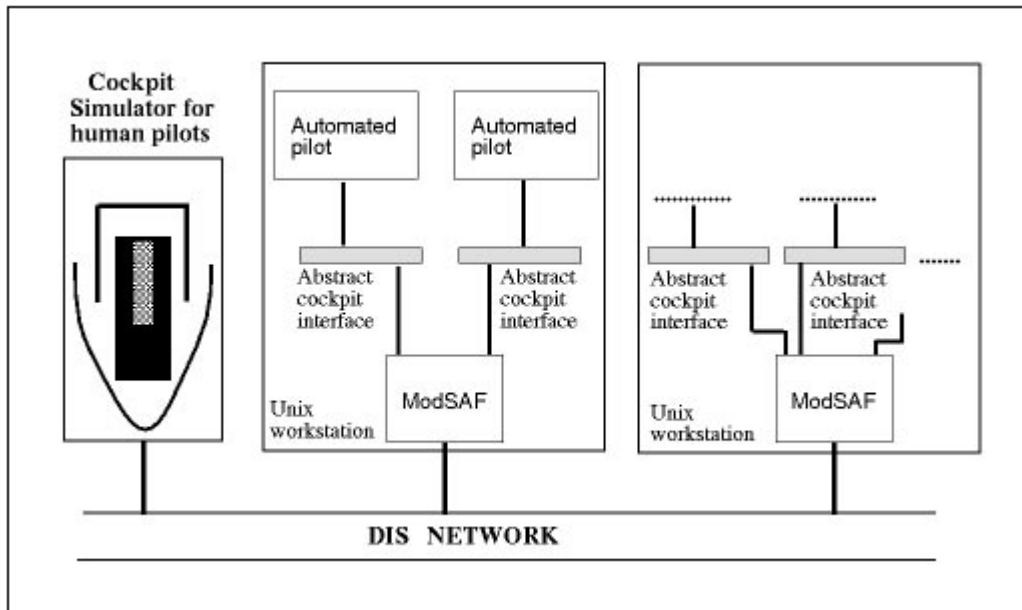 Cockpit
Simulator for
human pilots
Automated
pilot
Automated
pilot
Abstract
cockpit
interface
Abstract
cockpit
interface
ModSAF
Unix
workstation
Abstract
cockpit
interface
Abstract
cockpit
interface
ModSAF
Unix
workstation
DIS NETWORK